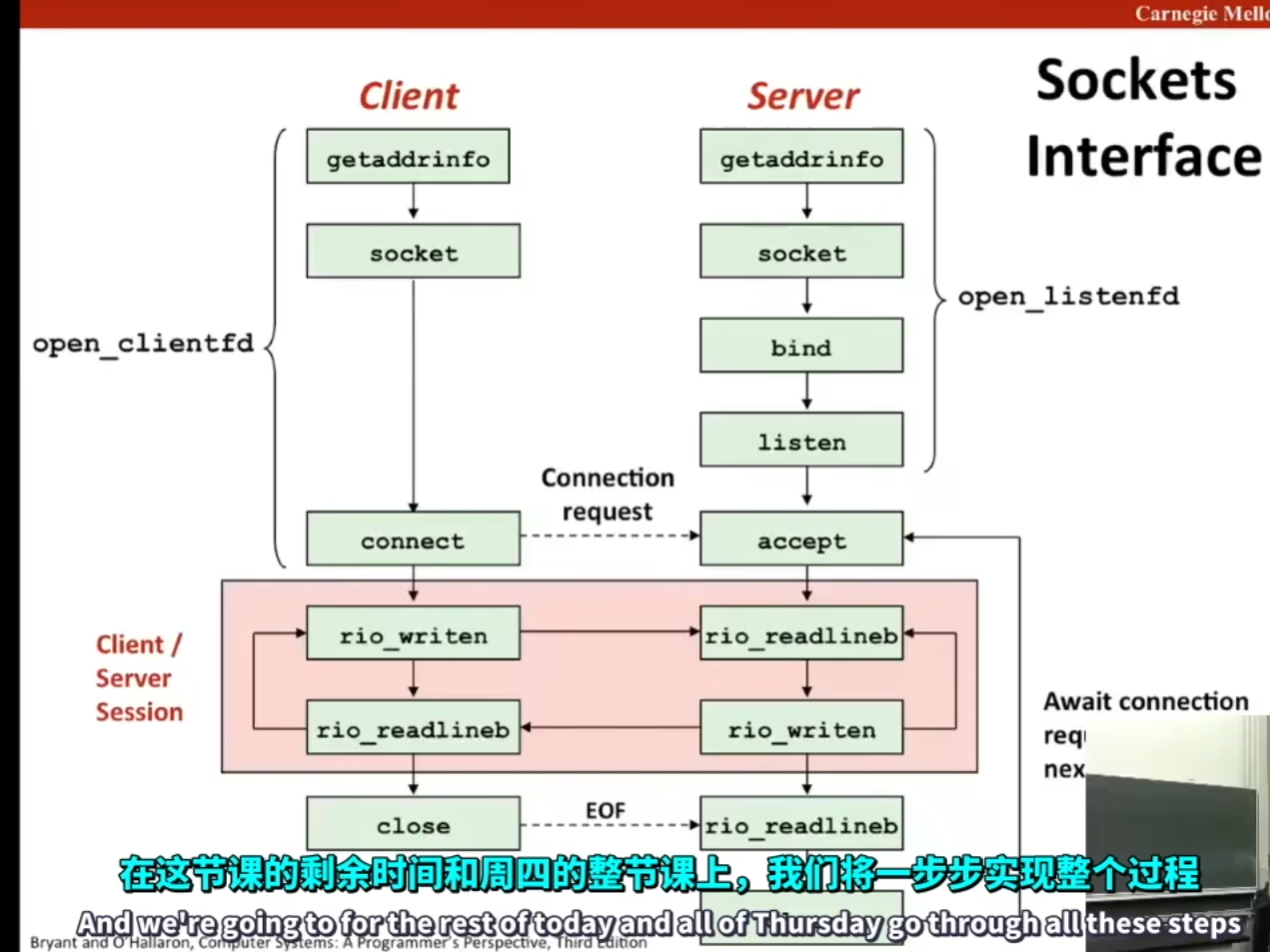 Carnegie Mell
Sockets
Interface
Client
Server
getaddrinfo
getaddrinfo
socket
socket
open_clientfd
open_listenfd
bind
listen
Connection
request
connect
accept
Client /
Server
Session
rio_writen
rio_readlineb
rio_readlineb
rio_writen
Await connection
req
nex
close
EOF
rio_readlineb
在这节课的剩余时间和周四的整节课上，我们将一步步实现整个过程
And we're going to for the rest of today and all of Thursday go through all these steps
Bryant and O'Hallaron, Computer Systems: A Programmer's Perspective, Third Edition